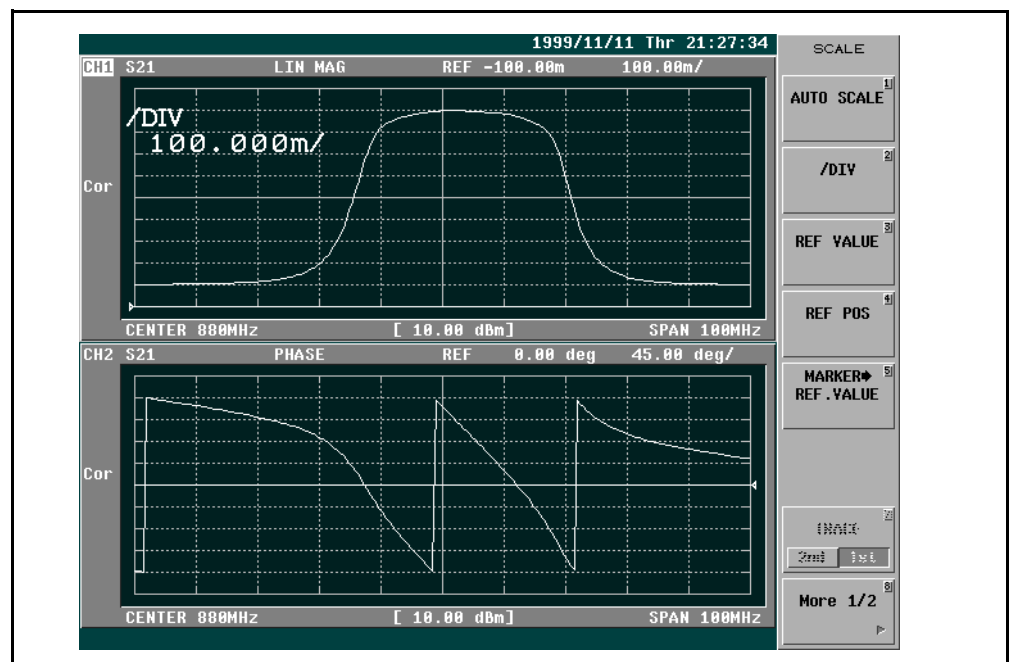 1999/11/11 Thr 21:27:34
CH1 S21 LIN MAG REF -100.00m 100.00m/
/DIV
100.000m/
Cor
CENTER 880MHz [ 10.00 dBm] SPAN 100MHz
CH2 S21 PHASE REF 0.00 deg 45.00 deg/
Cor
CENTER 880MHz [ 10.00 dBm] SPAN 100MHz
SCALE
1
AUTO SCALE
2
/DIV
3
REF VALUE
4
REF POS
5
MARKER➧
REF.VALUE
7
TRACE
2nd 1st
8
More 1/2